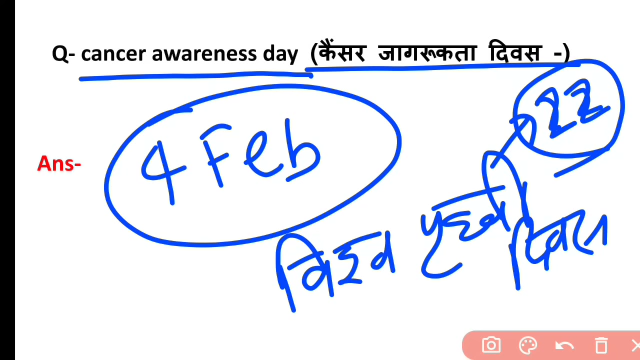 Q- cancer awareness day (कैंसर जागरूकता दिवस -)
22
Ans-
4 Feb
विश्व पृथ्वी दिवस